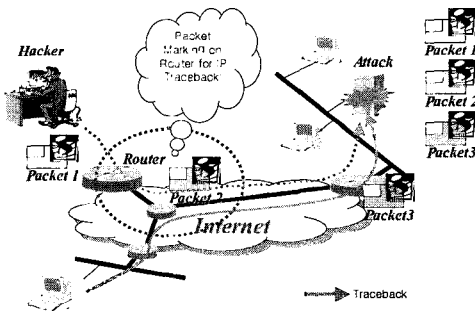 Hacker
Packet
Marking on
Router for IP
Traceback
Attack
Packet 1
Packet 2
Packet3
Packet 1
Router
Packet 2
Packet3
Internet
Traceback